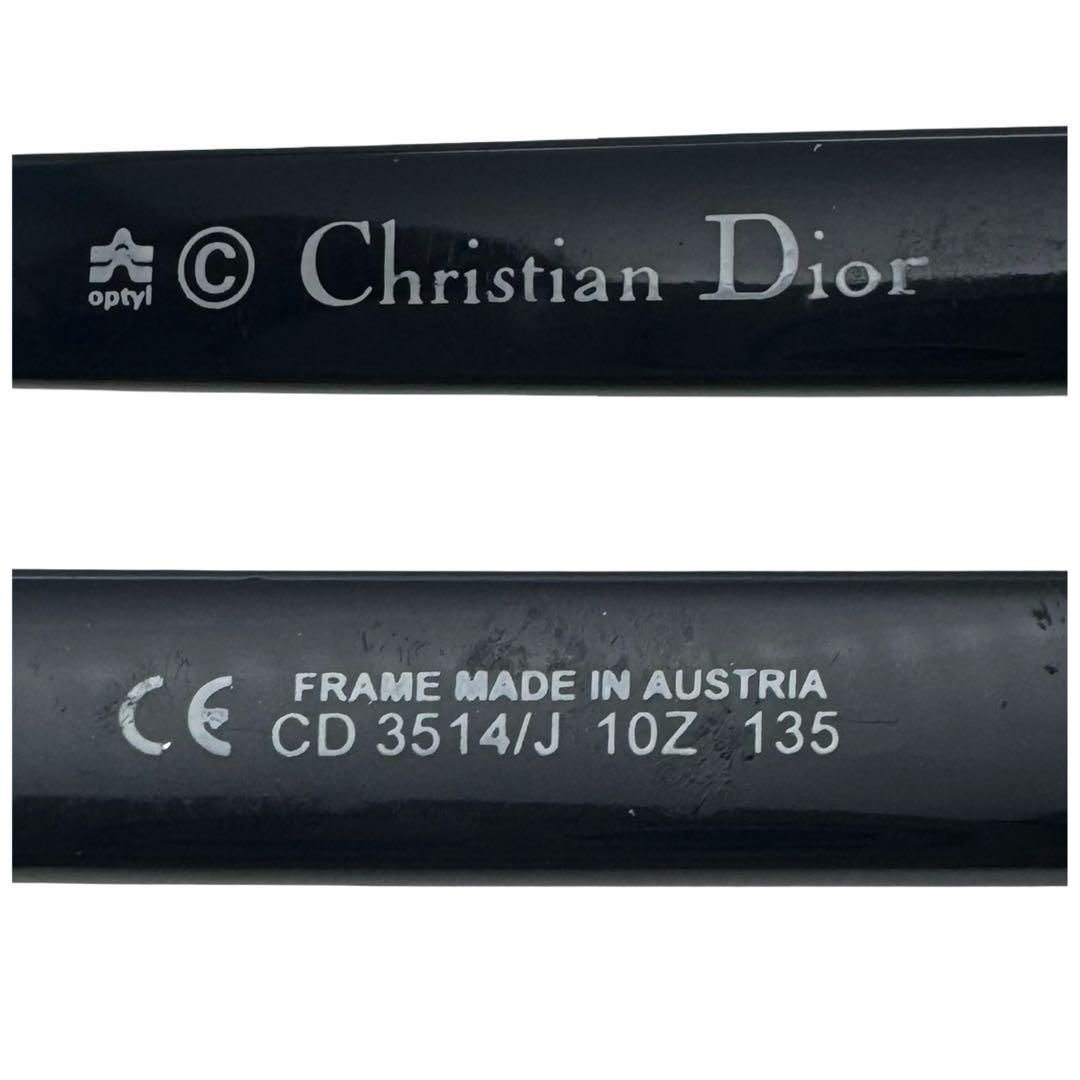 optyl © Christian Dior
CE FRAME MADE IN AUSTRIA
CD 3514/J 10Z 135